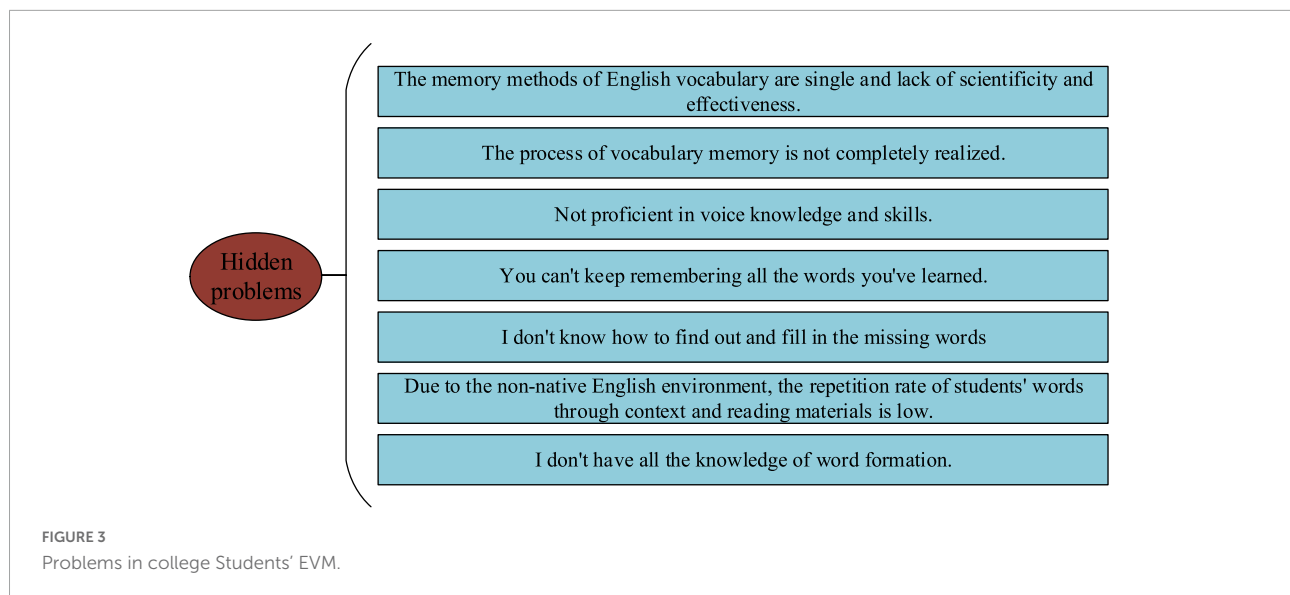 The memory methods of English vocabulary are single and lack of scientificity and
effectiveness.
The process of vocabulary memory is not completely realized.
Not proficient in voice knowledge and skills.
Hidden
problems
You can't keep remembering all the words you've learned.
I don't know how to find out and fill in the missing words
Due to the non-native English environment, the repetition rate of students' words
through context and reading materials is low.
I don't have all the knowledge of word formation.
FIGURE 3
Problems in college Students’ EVM.